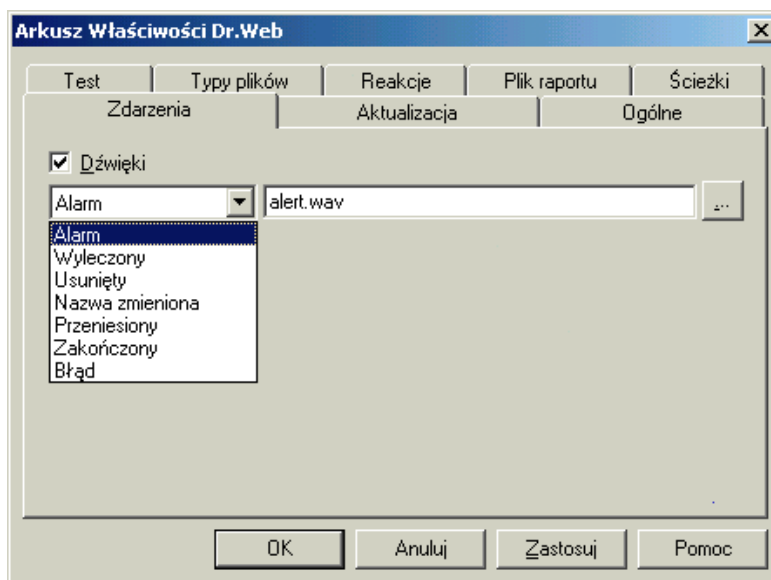 Arkusz Właściwości Dr.Web
Test Typy plików Reakcje Plik raportu Ścieżki
Zdarzenia Aktualizacja Ogólne
Dźwięki
Alarm alert.wav ...
Alarm
Wyleczony
Usunięty
Nazwa zmieniona
Przeniesiony
Zakończony
Błąd
OK Anuluj Zastosuj Pomoc